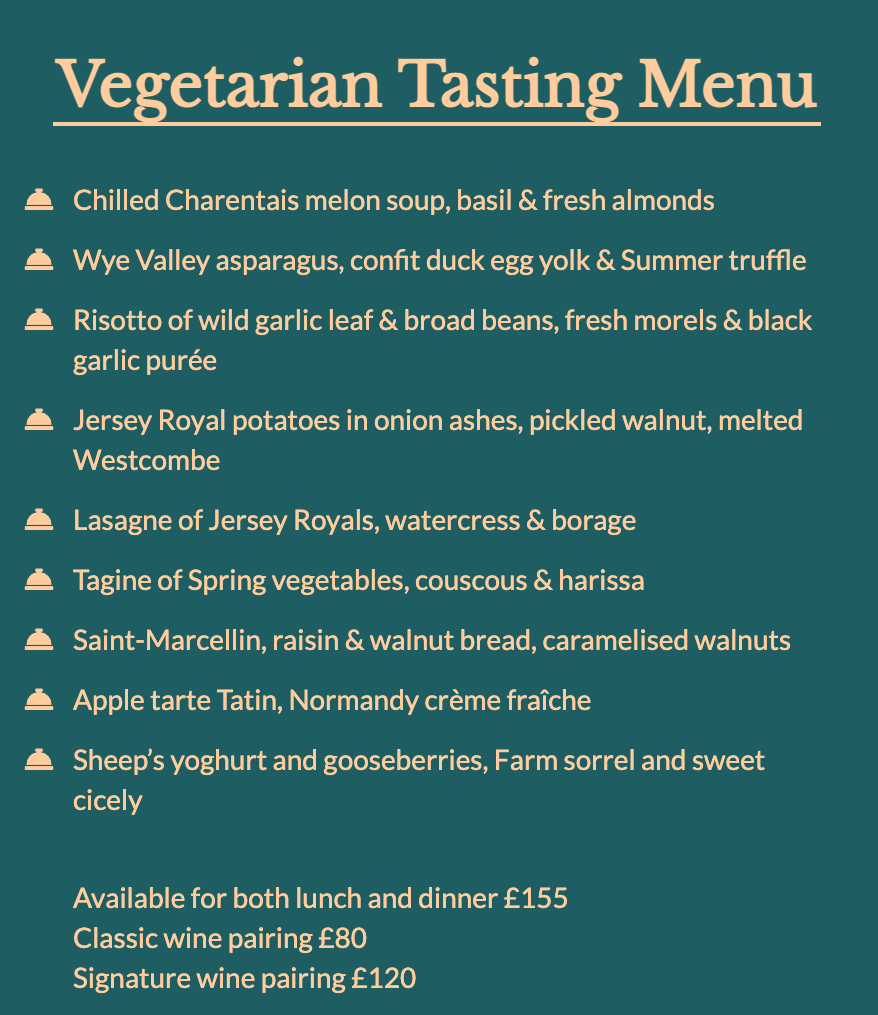 Vegetarian Tasting Menu
Chilled Charentais melon soup, basil & fresh almonds
Wye Valley asparagus, confit duck egg yolk & Summer truffle
Risotto of wild garlic leaf & broad beans, fresh morels & black
garlic purée
Jersey Royal potatoes in onion ashes, pickled walnut, melted
Westcombe
Lasagne of Jersey Royals, watercress & borage
Tagine of Spring vegetables, couscous & harissa
Saint-Marcellin, raisin & walnut bread, caramelised walnuts
Apple tarte Tatin, Normandy crème fraîche
Sheep’s yoghurt and gooseberries, Farm sorrel and sweet
cicely
Available for both lunch and dinner £155
Classic wine pairing £80
Signature wine pairing £120